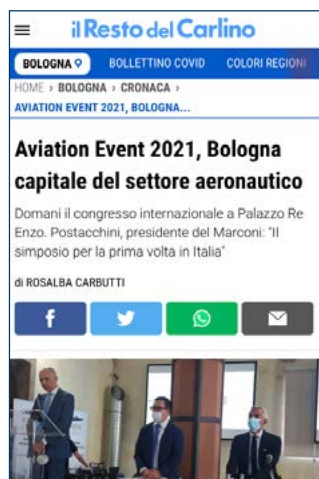 il Resto del Carlino
BOLOGNA BOLLETTINO COVID COLORI REGIONI
HOME › BOLOGNA › CRONACA ›
AVIATION EVENT 2021, BOLOGNA...
Aviation Event 2021, Bologna
capitale del settore aeronautico
Domani il congresso internazionale a Palazzo Re
Enzo. Postacchini, presidente del Marconi: "Il
simposio per la prima volta in Italia"
di ROSALBA CARBUTTI